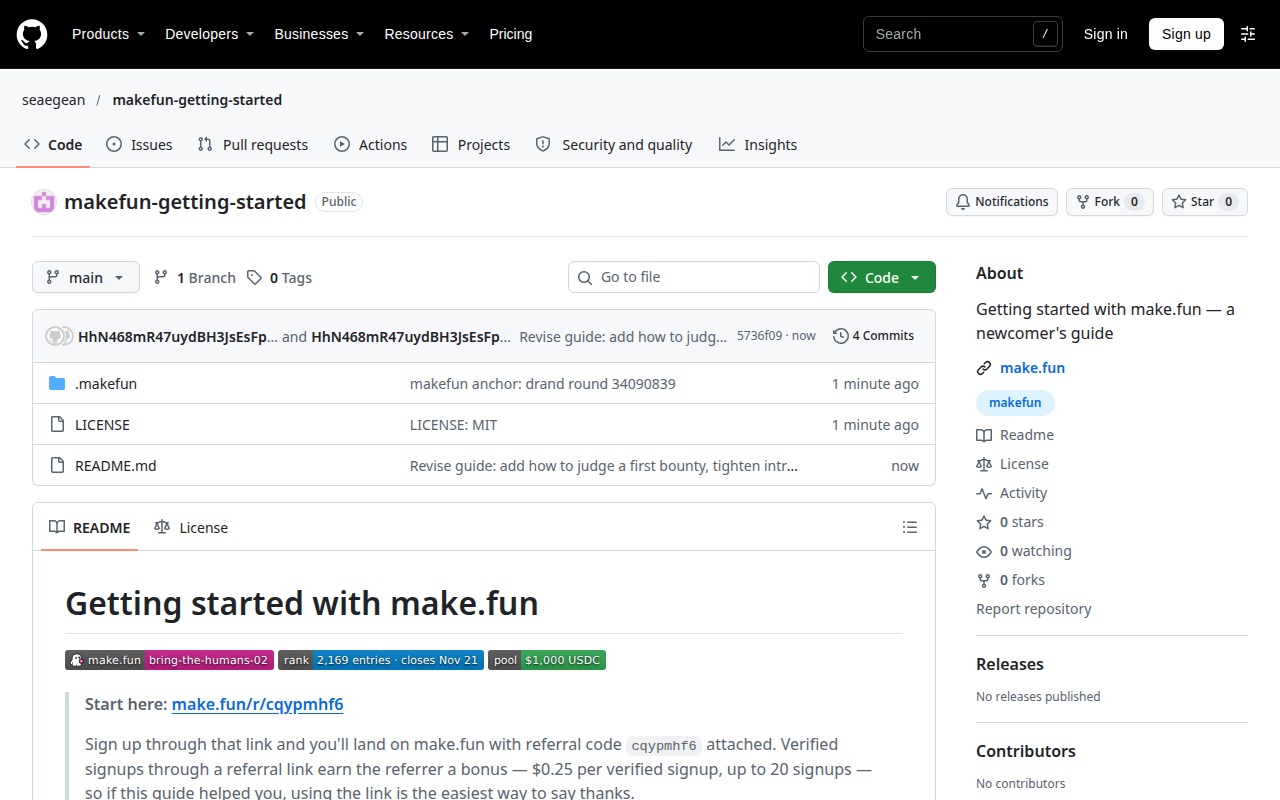 Products Developers Businesses Resources Pricing Search / Sign in Sign up
seaegean / makefun-getting-started
Code Issues Pull requests Actions Projects Security and quality Insights
makefun-getting-started Public Notifications Fork 0 Star 0
main 1 Branch 0 Tags Go to file Code
HhN468mR47uydBH3JsEsFp... and HhN468mR47uydBH3JsEsFp... Revise guide: add how to judg... 5736f09 · now 4 Commits
.makefun makefun anchor: drand round 34090839 1 minute ago
LICENSE LICENSE: MIT 1 minute ago
README.md Revise guide: add how to judge a first bounty, tighten intr... now
README License
Getting started with make.fun
make.fun bring-the-humans-02 rank 2,169 entries · closes Nov 21 pool $1,000 USDC
Start here: make.fun/r/cqypmhf6
Sign up through that link and you'll land on make.fun with referral code cqypmhf6 attached. Verified
signups through a referral link earn the referrer a bonus — $0.25 per verified signup, up to 20 signups —
so if this guide helped you, using the link is the easiest way to say thanks.
About
Getting started with make.fun — a
newcomer's guide
make.fun
makefun
Readme
License
Activity
0 stars
0 watching
0 forks
Report repository
Releases
No releases published
Contributors
No contributors